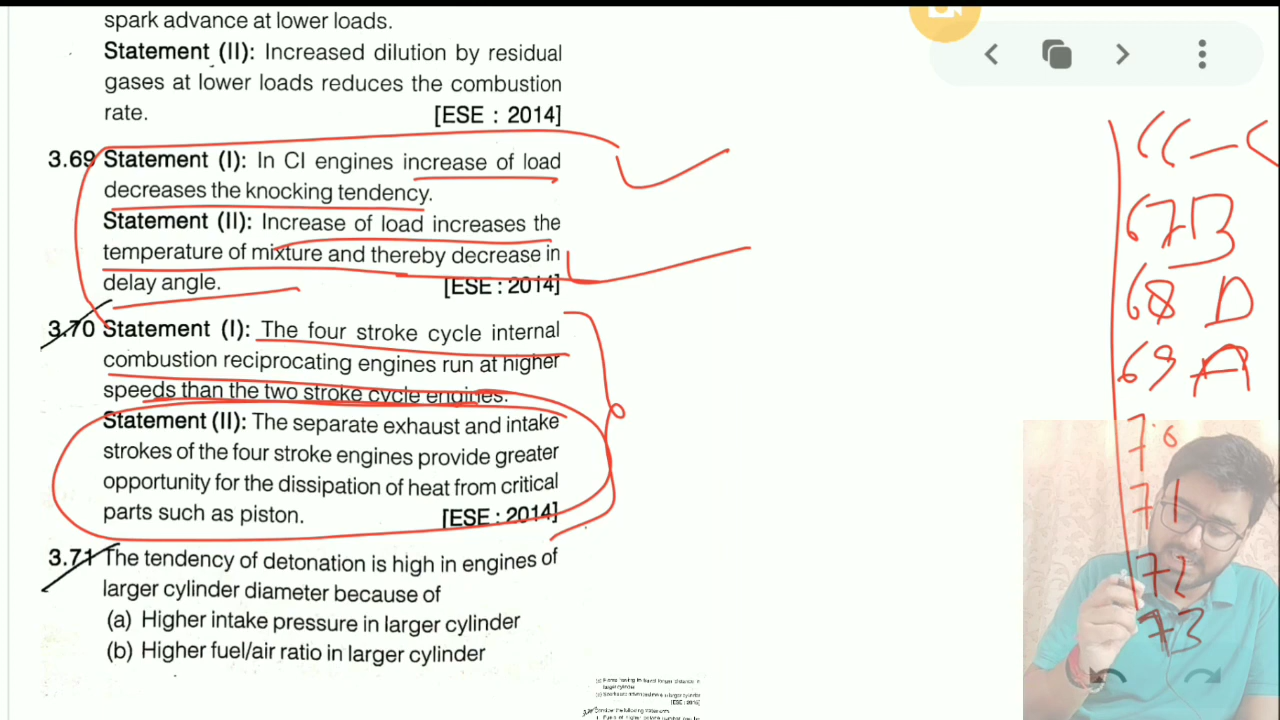 spark advance at lower loads.
Statement (II): Increased dilution by residual
gases at lower loads reduces the combustion
rate. [ESE : 2014]
3.69 Statement (I): In CI engines increase of load
decreases the knocking tendency.
Statement (II): Increase of load increases the
temperature of mixture and thereby decrease in
delay angle. [ESE : 2014]
3.70 Statement (I): The four stroke cycle internal
combustion reciprocating engines run at higher
speeds than the two stroke cycle engines.
Statement (II): The separate exhaust and intake
strokes of the four stroke engines provide greater
opportunity for the dissipation of heat from critical
parts such as piston. [ESE : 2014]
3.71 The tendency of detonation is high in engines of
larger cylinder diameter because of
(a) Higher intake pressure in larger cylinder
(b) Higher fuel/air ratio in larger cylinder
larger cylinder
[ESE : 2015]
68 D
69 A
70
71
72
73